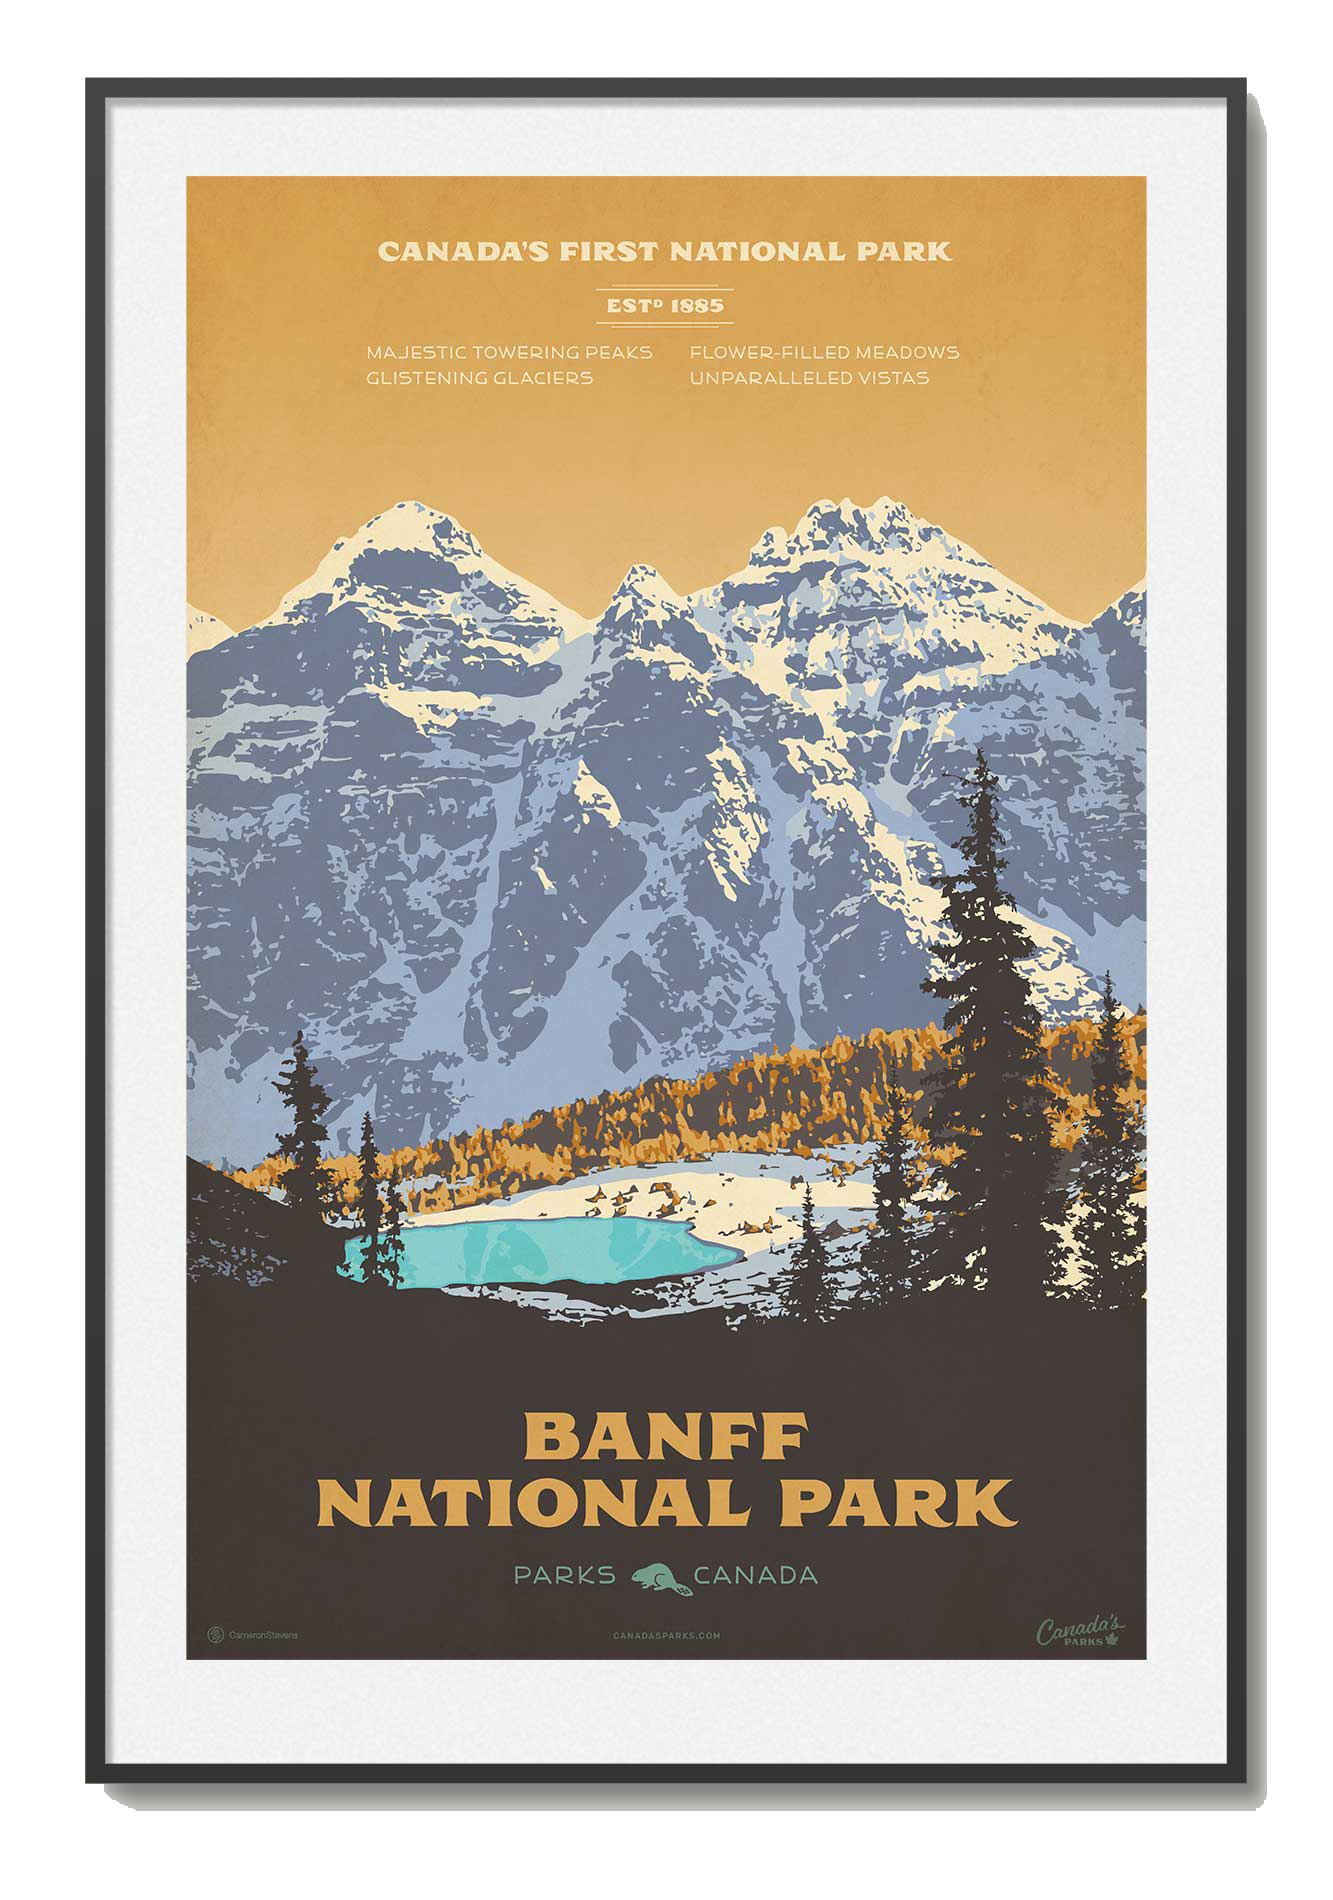 CANADA'S FIRST NATIONAL PARK
ESTD 1885
MAJESTIC TOWERING PEAKS
GLISTENING GLACIERS
FLOWER-FILLED MEADOWS
UNPARALLELED VISTAS
BANFF
NATIONAL PARK
PARKS CANADA
CameronStevens
CANADASPARKS.COM
Canada's
PARKS